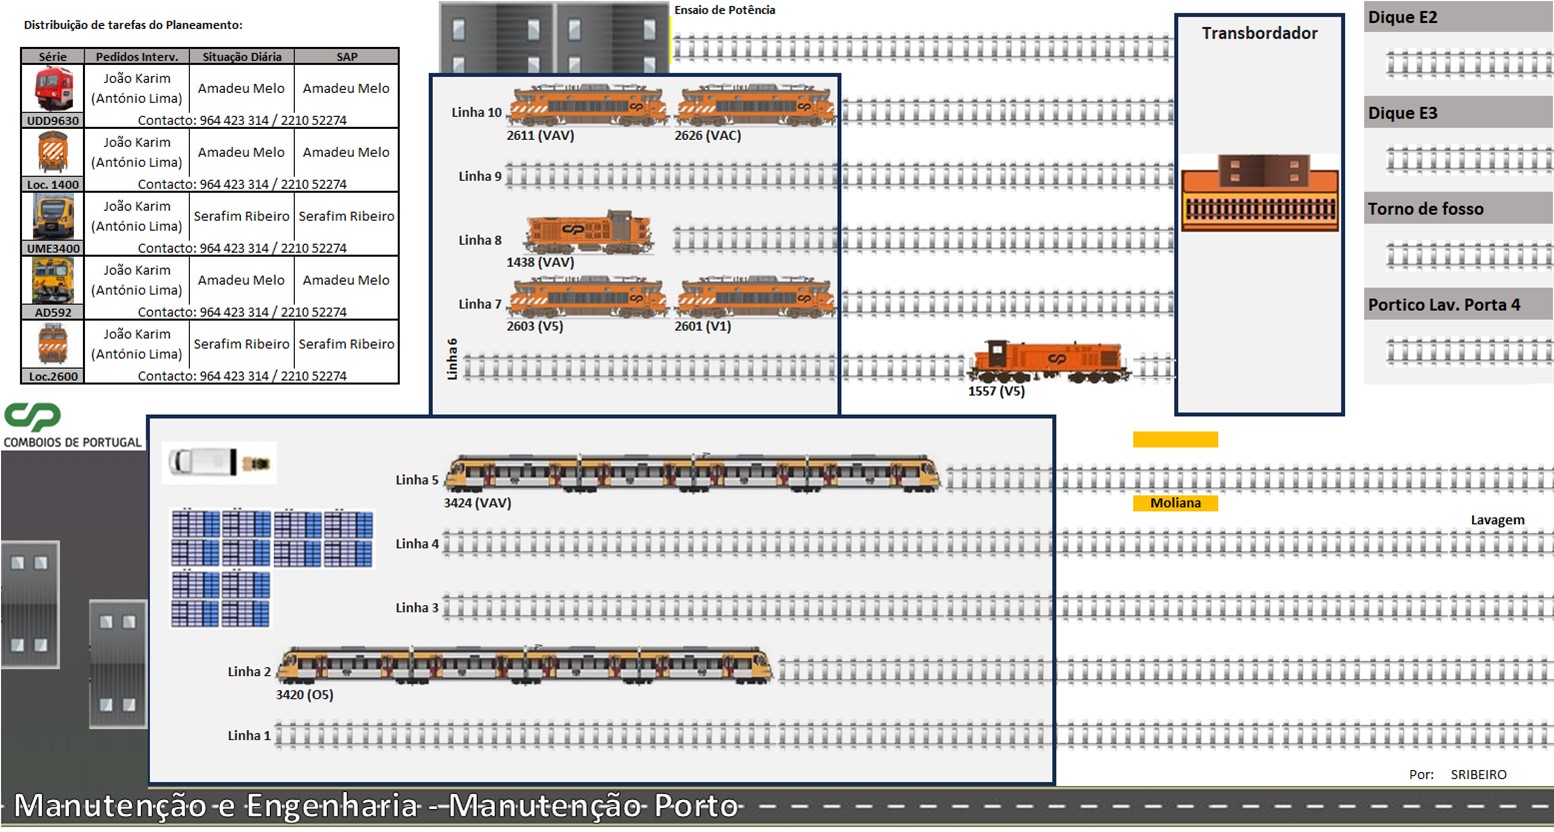 Distribuição de tarefas do Planeamento:
Série Pedidos Interv. Situação Diária SAP
João Karim
(António Lima) Amadeu Melo Amadeu Melo
UDD9630 Contacto: 964 423 314 / 2210 52274
João Karim
(António Lima) Amadeu Melo Amadeu Melo
Loc. 1400 Contacto: 964 423 314 / 2210 52274
João Karim
(António Lima) Serafim Ribeiro Serafim Ribeiro
UME3400 Contacto: 964 423 314 / 2210 52274
João Karim
(António Lima) Amadeu Melo Amadeu Melo
AD592 Contacto: 964 423 314 / 2210 52274
João Karim
(António Lima) Serafim Ribeiro Serafim Ribeiro
Loc.2600 Contacto: 964 423 314 / 2210 52274
CP
COMBOIOS DE PORTUGAL
Ensaio de Potência
Linha 10
2611 (VAV) 2626 (VAC)
Linha 9
Linha 8
1438 (VAV)
Linha 7
2603 (V5) 2601 (V1)
Linha 6
1557 (V5)
Transbordador
Dique E2
Dique E3
Torno de fosso
Portico Lav. Porta 4
Linha 5
3424 (VAV)
Moliana
Lavagem
Linha 4
Linha 3
Linha 2
3420 (O5)
Linha 1
Por: SRIBEIRO
Manutenção e Engenharia - Manutenção Porto